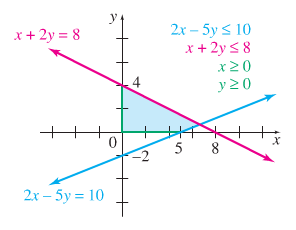 y
2x – 5y ≤ 10
x + 2y = 8
x + 2y ≤ 8
x ≥ 0
y ≥ 0
4
0
–2
5
8
x
2x – 5y = 10